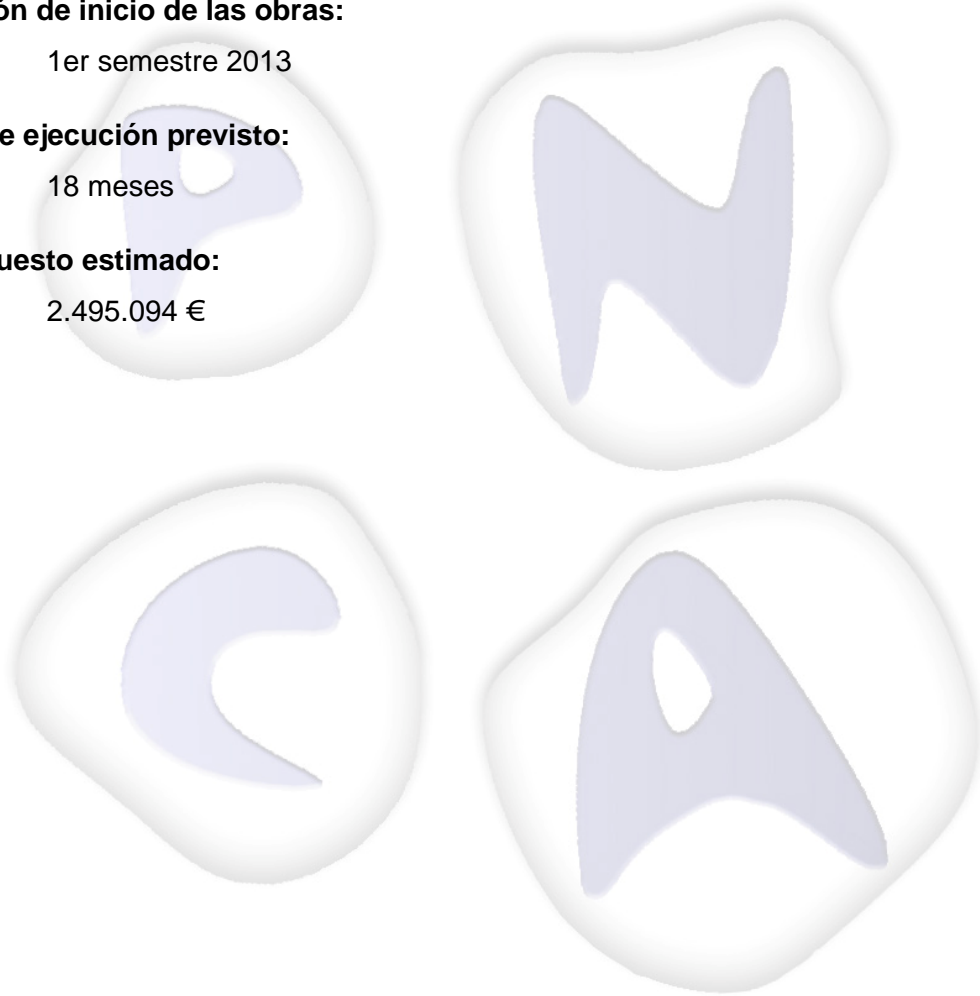 ón de inicio de las obras:
1er semestre 2013
e ejecución previsto:
18 meses
uesto estimado:
2.495.094 €
P N
C A